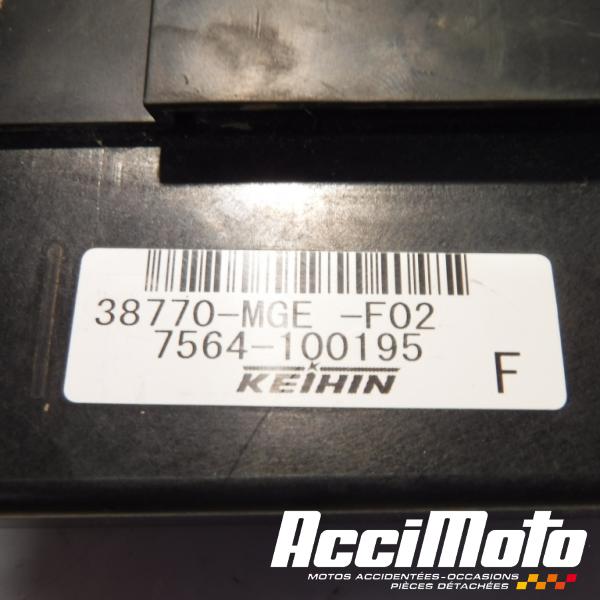 38770-MGE -F02
7564-100195
KEIHIN
F
AcciMoto
MOTOS ACCIDENTÉES-OCCASIONS
PIÈCES DÉTACHÉES